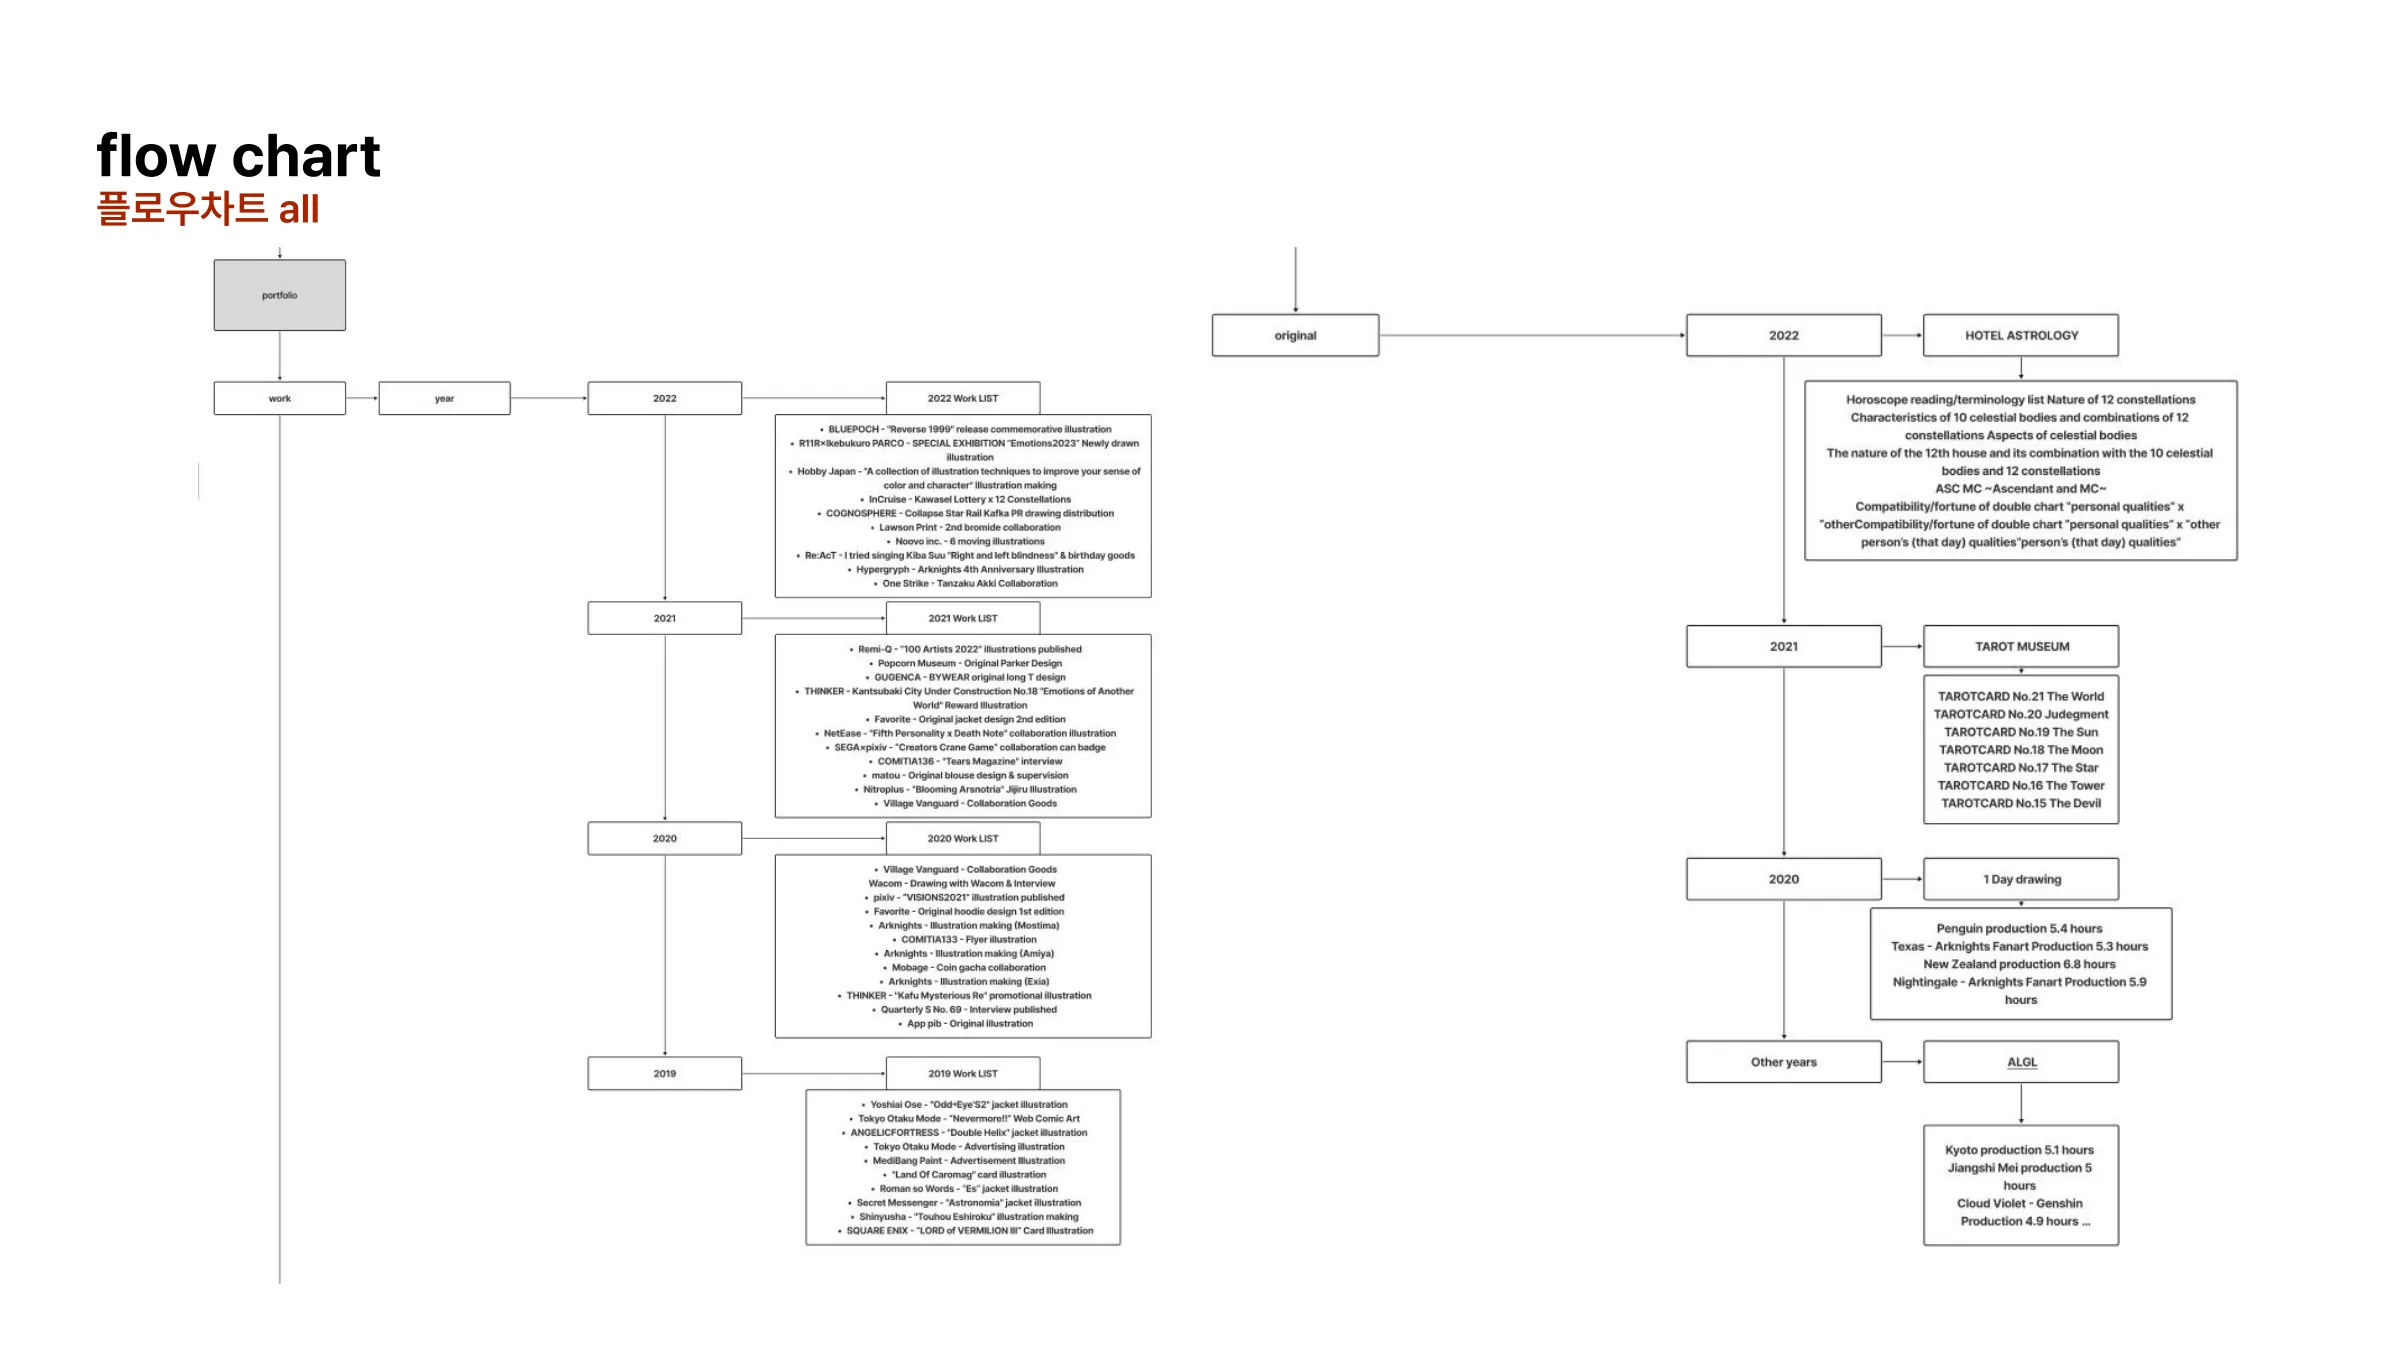 flow chart
플로우차트 all
portfolio
work
year
2022
2022 Work LIST
• BLUEPOCH - "Reverse 1999" release commemorative illustration
• R11R×Ikebukuro PARCO - SPECIAL EXHIBITION "Emotions2023" Newly drawn
illustration
• Hobby Japan - "A collection of illustration techniques to improve your sense of
color and character" Illustration making
• InCruise - Kawasel Lottery x 12 Constellations
• COGNOSPHERE - Collapse Star Rail Kafka PR drawing distribution
• Lawson Print - 2nd bromide collaboration
• Noovo inc. - 6 moving illustrations
• Re:AcT - I tried singing Kiba Suu "Right and left blindness" & birthday goods
• Hypergryph - Arknights 4th Anniversary Illustration
• One Strike - Tanzaku Akki Collaboration
2021
2021 Work LIST
• Remi-Q - "100 Artists 2022" illustrations published
• Popcorn Museum - Original Parker Design
• GUGENCA - BYWEAR original long T design
• THINKER - Kantsubaki City Under Construction No.18 "Emotions of Another
World" Reward Illustration
• Favorite - Original jacket design 2nd edition
• NetEase - "Fifth Personality x Death Note" collaboration illustration
• SEGA×pixiv - "Creators Crane Game" collaboration can badge
• COMITIA136 - "Tears Magazine" interview
• matou - Original blouse design & supervision
• Nitroplus - "Blooming Arsnotria" Jijiru Illustration
• Village Vanguard - Collaboration Goods
2020
2020 Work LIST
• Village Vanguard - Collaboration Goods
Wacom - Drawing with Wacom & Interview
• pixiv - "VISIONS2021" illustration published
• Favorite - Original hoodie design 1st edition
• Arknights - Illustration making (Mostima)
• COMITIA133 - Flyer illustration
• Arknights - Illustration making (Amiya)
• Mobage - Coin gacha collaboration
• Arknights - Illustration making (Exia)
• THINKER - "Kafu Mysterious Re" promotional illustration
• Quarterly S No. 69 - Interview published
• App pib - Original illustration
2019
2019 Work LIST
• Yoshiai Ose - "Odd+Eye'S2" jacket illustration
• Tokyo Otaku Mode - "Nevermore!!" Web Comic Art
• ANGELICFORTRESS - "Double Helix" jacket illustration
• Tokyo Otaku Mode - Advertising illustration
• MediBang Paint - Advertisement Illustration
• "Land Of Caromag" card illustration
• Roman so Words - "Es" jacket illustration
• Secret Messenger - "Astronomia" jacket illustration
• Shinyusha - "Touhou Eshiroku" illustration making
• SQUARE ENIX - "LORD of VERMILION III" Card Illustration
original
2022
HOTEL ASTROLOGY
Horoscope reading/terminology list Nature of 12 constellations
Characteristics of 10 celestial bodies and combinations of 12
constellations Aspects of celestial bodies
The nature of the 12th house and its combination with the 10 celestial
bodies and 12 constellations
ASC MC ~Ascendant and MC~
Compatibility/fortune of double chart "personal qualities" x
"otherCompatibility/fortune of double chart "personal qualities" x "other
person's (that day) qualities"person's (that day) qualities"
2021
TAROT MUSEUM
TAROTCARD No.21 The World
TAROTCARD No.20 Judegment
TAROTCARD No.19 The Sun
TAROTCARD No.18 The Moon
TAROTCARD No.17 The Star
TAROTCARD No.16 The Tower
TAROTCARD No.15 The Devil
2020
1 Day drawing
Penguin production 5.4 hours
Texas - Arknights Fanart Production 5.3 hours
New Zealand production 6.8 hours
Nightingale - Arknights Fanart Production 5.9
hours
Other years
ALGL
Kyoto production 5.1 hours
Jiangshi Mei production 5
hours
Cloud Violet - Genshin
Production 4.9 hours ...